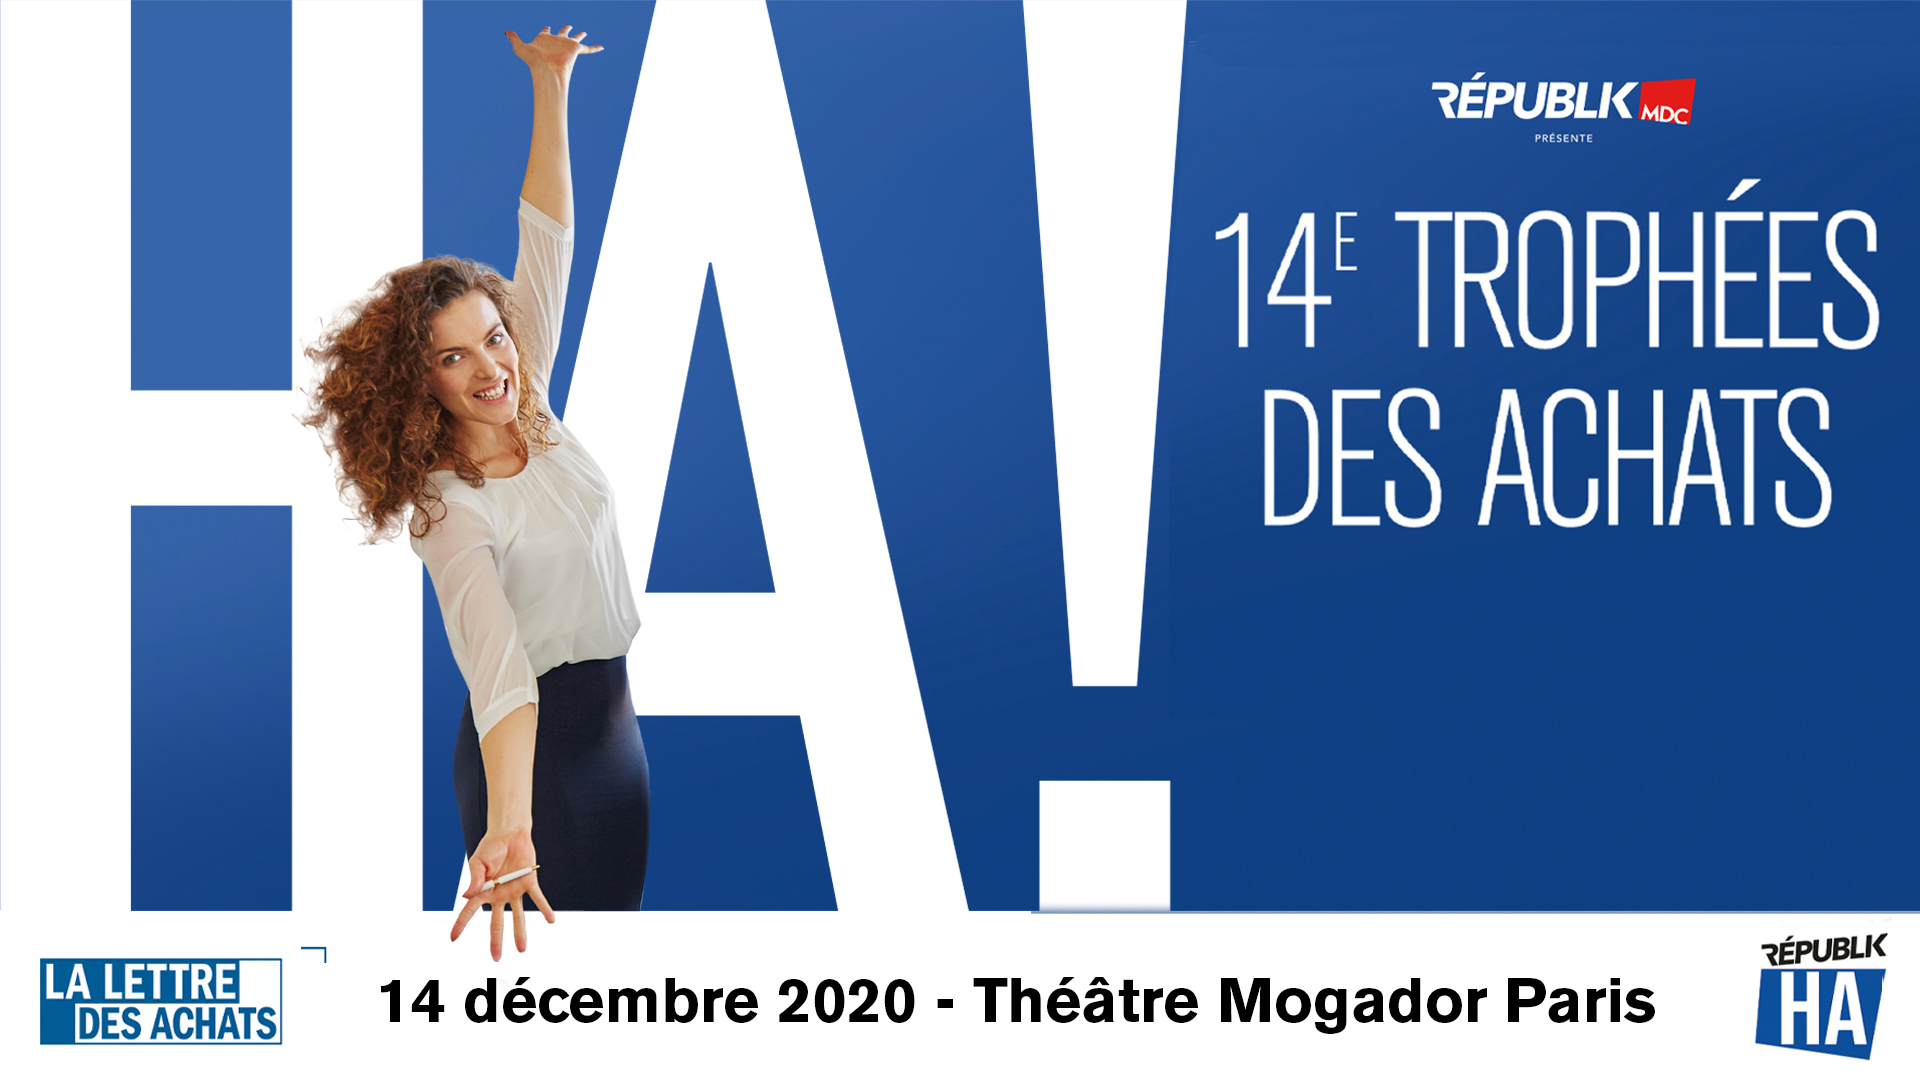 HA!
RÉPUBLIK MDC
PRÉSENTE
14E TROPHÉES
DES ACHATS
LA LETTRE
DES ACHATS
14 décembre 2020 - Théâtre Mogador Paris
RÉPUBLIK
HA